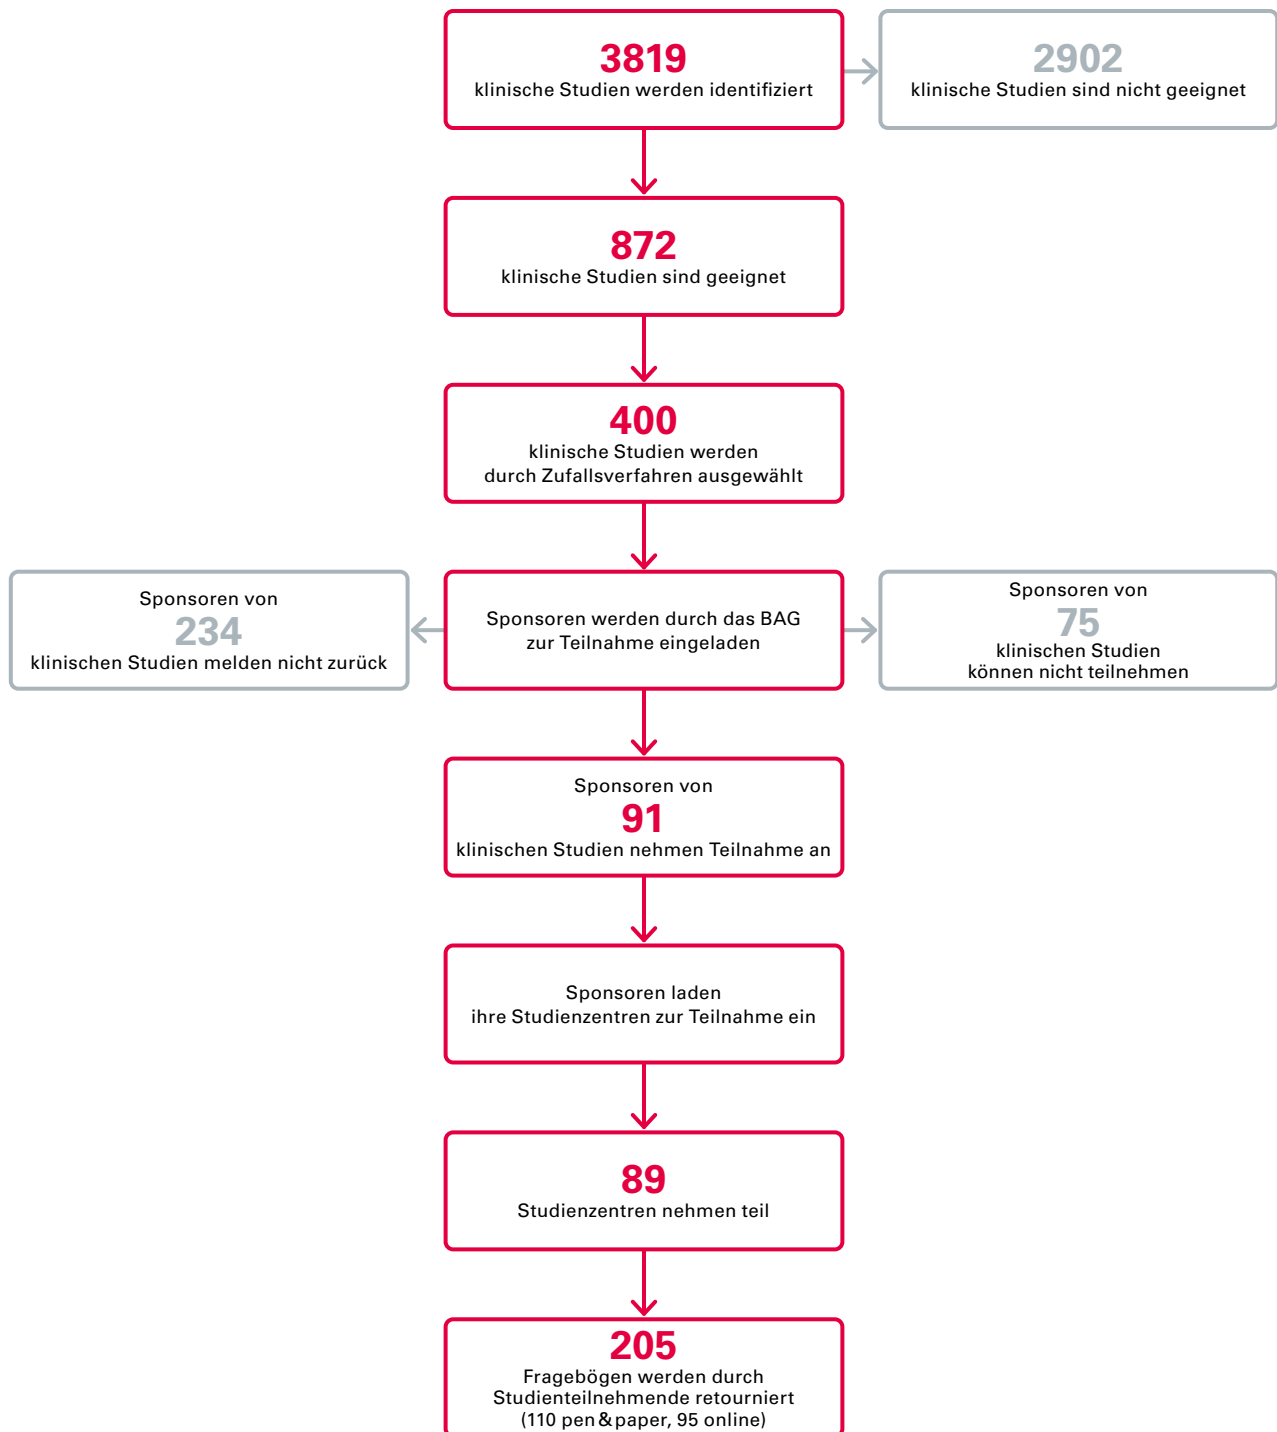 3819
klinische Studien werden identifiziert
2902
klinische Studien sind nicht geeignet
872
klinische Studien sind geeignet
400
klinische Studien werden
durch Zufallsverfahren ausgewählt
Sponsoren von
234
klinischen Studien melden nicht zurück
Sponsoren werden durch das BAG
zur Teilnahme eingeladen
Sponsoren von
75
klinischen Studien
können nicht teilnehmen
Sponsoren von
91
klinischen Studien nehmen Teilnahme an
Sponsoren laden
ihre Studienzentren zur Teilnahme ein
89
Studienzentren nehmen teil
205
Fragebögen werden durch
Studienteilnehmende retourniert
(110 pen & paper, 95 online)